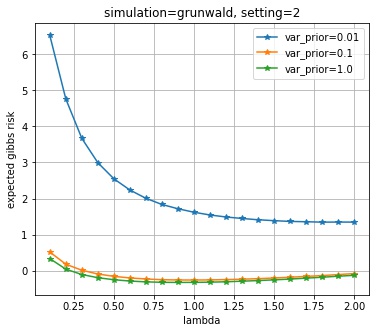 simulation=grunwald, setting=2
var_prior=0.01
var_prior=0.1
var_prior=1.0
expected gibbs risk
6
5
4
3
2
1
0
0.25 0.50 0.75 1.00 1.25 1.50 1.75 2.00
lambda